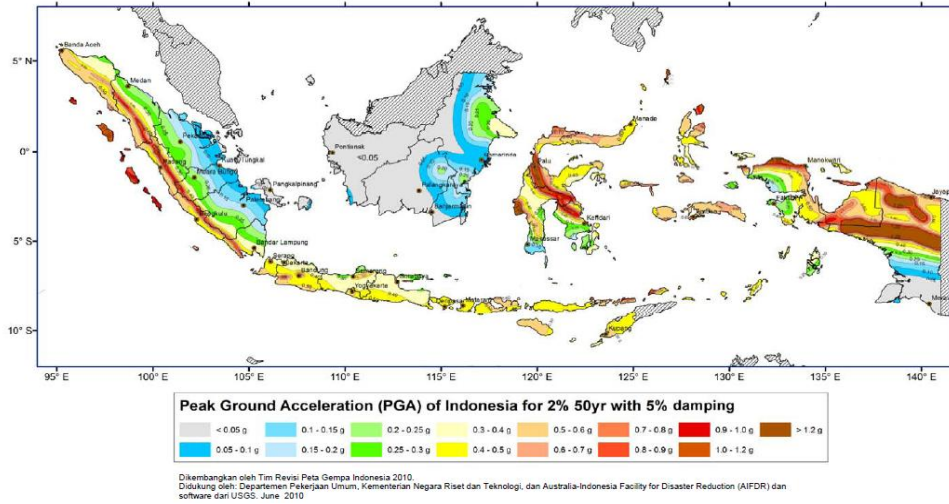 5° N
0°
5° S
10° S
Banda Aceh
Medan
Padang
Muara Bungo
Kuala Tungkal
Pangkalpinang
Palembang
Bengkulu
Bandar Lampung
Serang
Jakarta
Bandung
Semarang
Yogyakarta
Denpasar
Mataram
Kupang
Pontianak
<0.05
Samarinda
Banjarmasin
Palu
Manado
Kendari
Makassar
Manokwari
95° E
100° E
105° E
110° E
115° E
120° E
125° E
130° E
135° E
140° E
Peak Ground Acceleration (PGA) of Indonesia for 2% 50yr with 5% damping
< 0.05 g 0.1 - 0.15 g 0.2 - 0.25 g 0.3 - 0.4 g 0.5 - 0.6 g 0.7 - 0.8 g 0.9 - 1.0 g > 1.2 g
0.05 - 0.1 g 0.15 - 0.2 g 0.25 - 0.3 g 0.4 - 0.5 g 0.6 - 0.7 g 0.8 - 0.9 g 1.0 - 1.2 g
Dikembangkan oleh Tim Revisi Peta Gempa Indonesia 2010.
Didukung oleh: Departemen Pekerjaan Umum, Kementerian Negara Riset dan Teknologi, dan Australia-Indonesia Facility for Disaster Reduction (AIFDR) dan
software dari USGS. June 2010